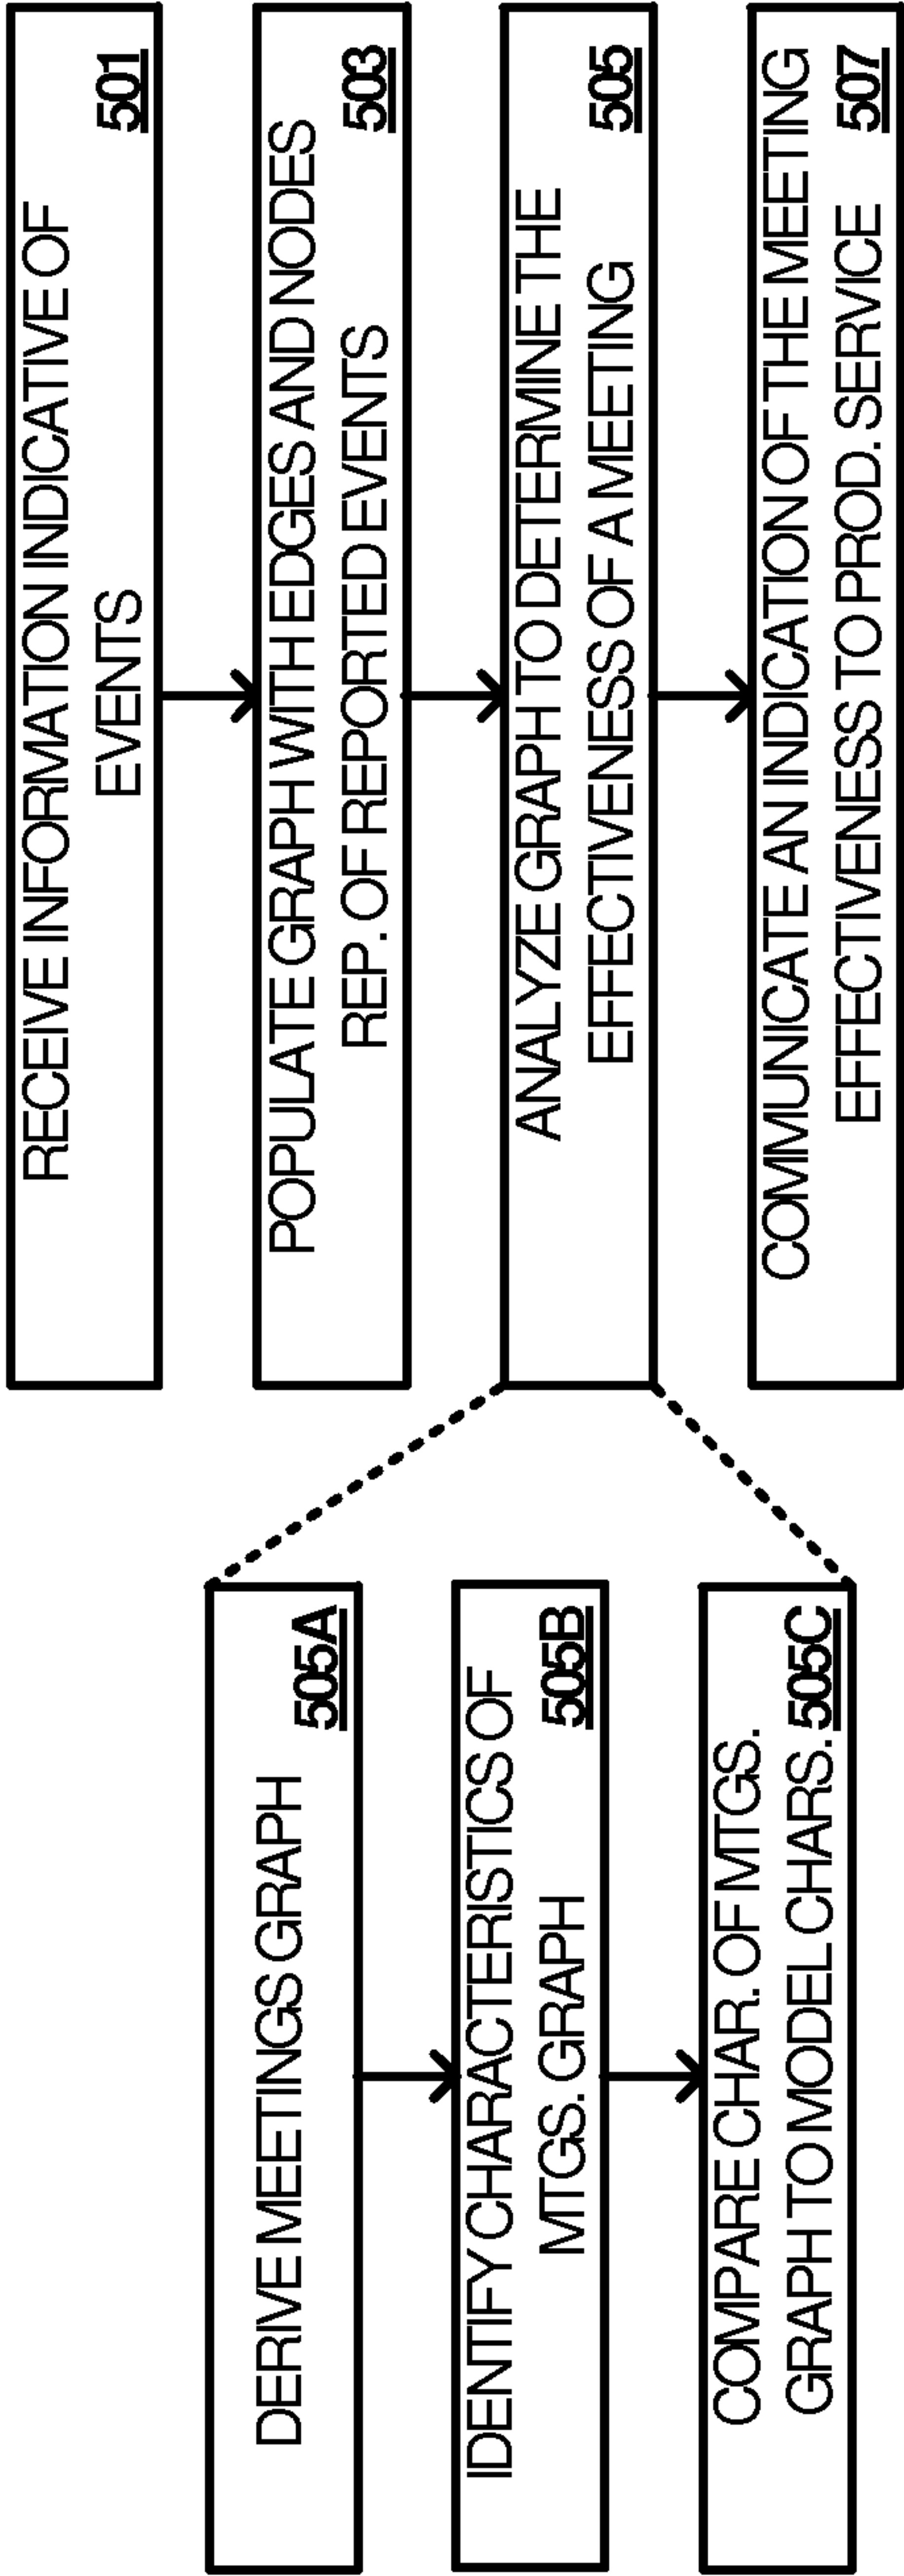 RECEIVE INFORMATION INDICATIVE OF
EVENTS
501
POPULATE GRAPH WITH EDGES AND NODES
REP. OF REPORTED EVENTS
503
ANALYZE GRAPH TO DETERMINE THE
EFFECTIVENESS OF A MEETING
505
COMMUNICATE AN INDICATION OF THE MEETING
EFFECTIVENESS TO PROD. SERVICE
507
DERIVE MEETINGS GRAPH
505A
IDENTIFY CHARACTERISTICS OF
MTGS. GRAPH
505B
COMPARE CHAR. OF MTGS.
GRAPH TO MODEL CHARS.
505C